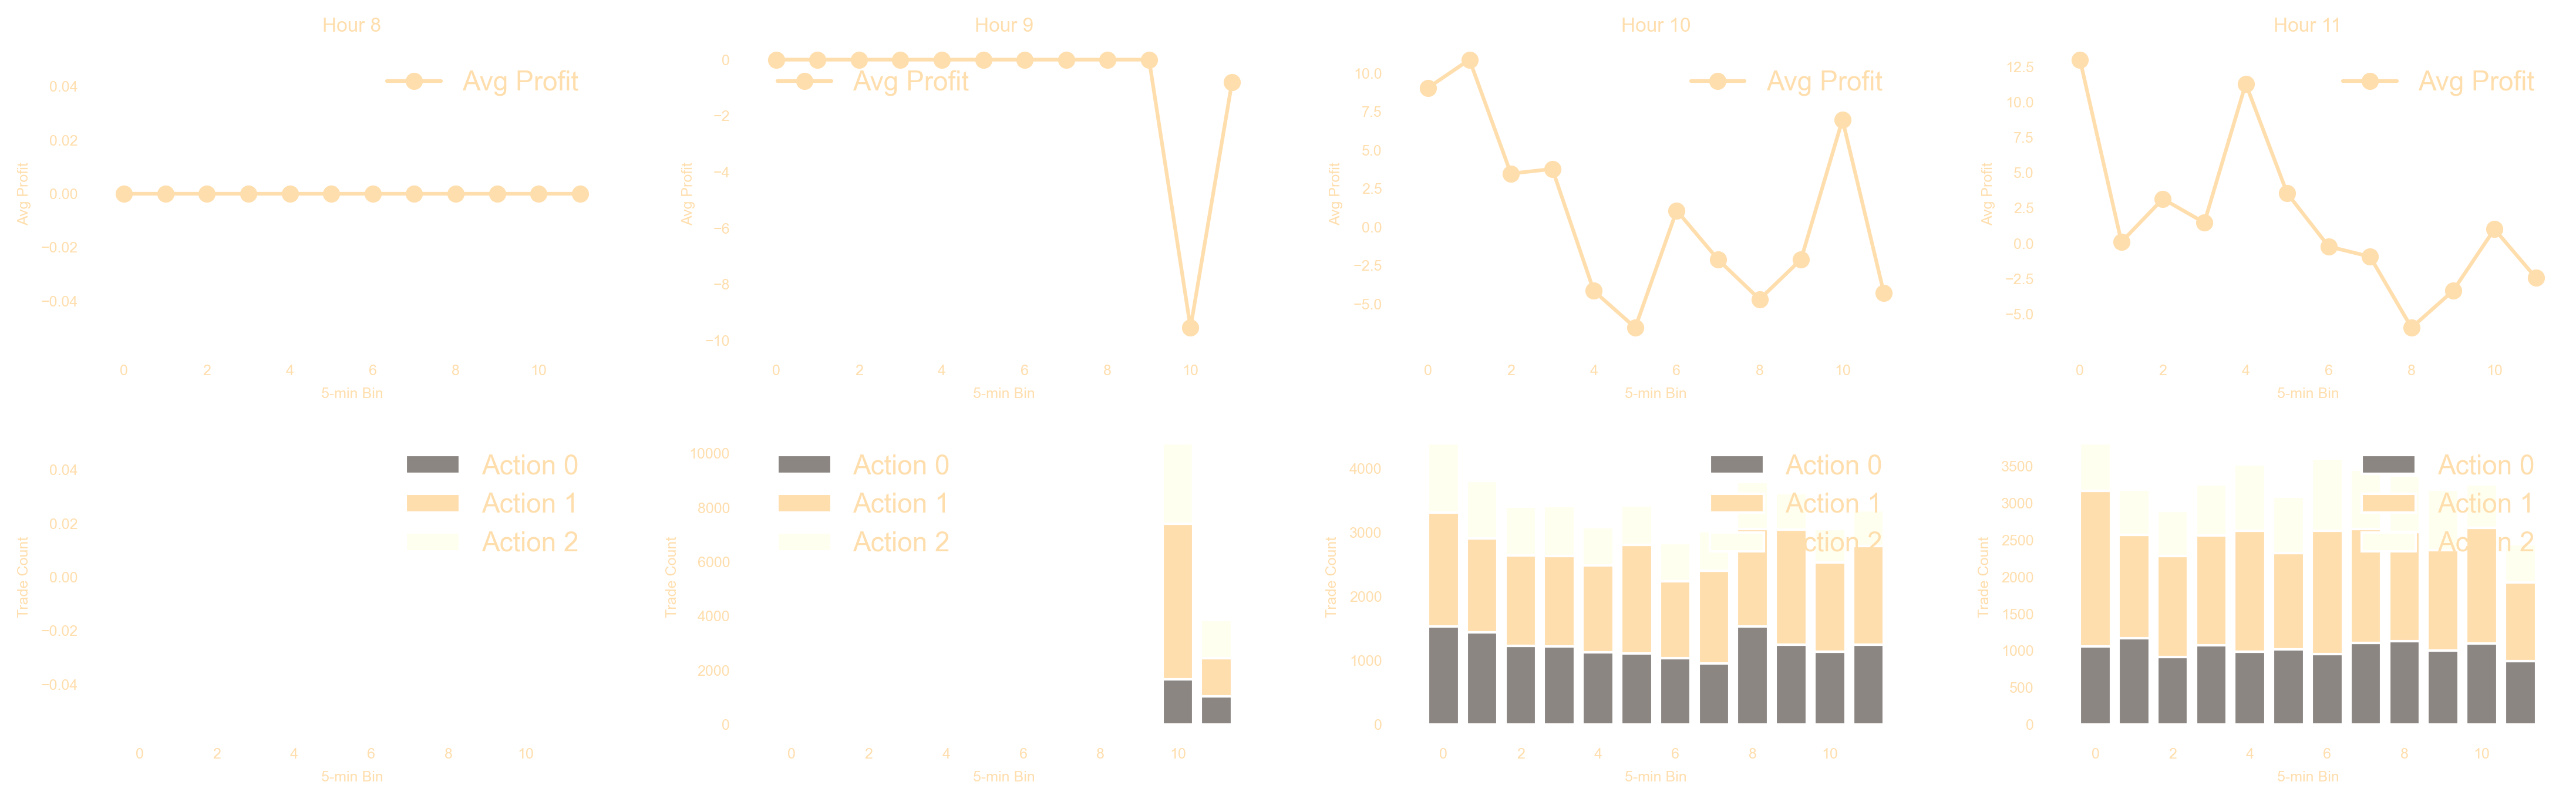 Hour 8
Avg Profit
0.04
0.02
0.00
−0.02
−0.04
Avg Profit
0 2 4 6 8 10
5-min Bin
Hour 9
Avg Profit
0
−2
−4
−6
−8
−10
Avg Profit
0 2 4 6 8 10
5-min Bin
Hour 10
Avg Profit
10.0
7.5
5.0
2.5
0.0
−2.5
−5.0
Avg Profit
0 2 4 6 8 10
5-min Bin
Hour 11
Avg Profit
12.5
10.0
7.5
5.0
2.5
0.0
−2.5
−5.0
Avg Profit
0 2 4 6 8 10
5-min Bin
Action 0
Action 1
Action 2
0.04
0.02
0.00
−0.02
−0.04
Trade Count
0 2 4 6 8 10
5-min Bin
Action 0
Action 1
Action 2
10000
8000
6000
4000
2000
0
Trade Count
0 2 4 6 8 10
5-min Bin
Action 0
Action 1
Action 2
4000
3000
2000
1000
0
Trade Count
0 2 4 6 8 10
5-min Bin
Action 0
Action 1
Action 2
3500
3000
2500
2000
1500
1000
500
0
Trade Count
0 2 4 6 8 10
5-min Bin